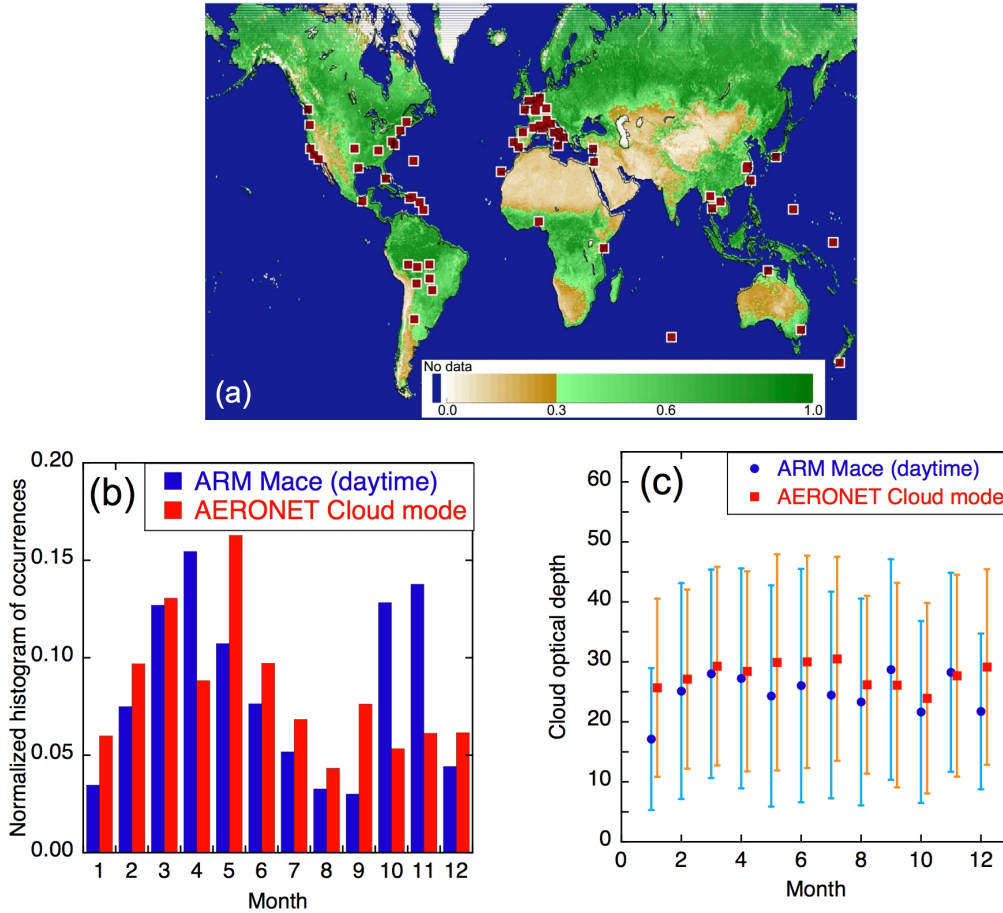 (a)
No data
0.0 0.3 0.6 1.0
(b)
ARM Mace (daytime)
AERONET Cloud mode
Normalized histogram of occurrences
0.20
0.15
0.10
0.05
0.00
1 2 3 4 5 6 7 8 9 10 11 12
Month
(c)
ARM Mace (daytime)
AERONET Cloud mode
Cloud optical depth
60
50
40
30
20
10
0
0 2 4 6 8 10 12
Month